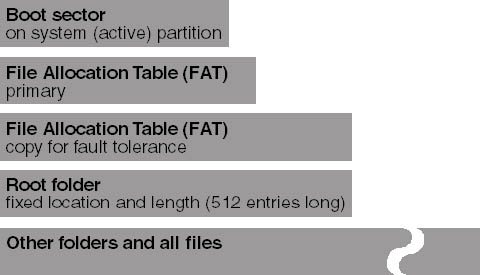 Boot sector
on system (active) partition
File Allocation Table (FAT)
primary
File Allocation Table (FAT)
copy for fault tolerance
Root folder
fixed location and length (512 entries long)
Other folders and all files